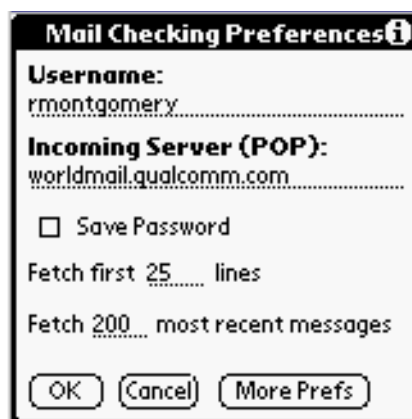 Mail Checking Preferences i
Username:
rmontgomery
Incoming Server (POP):
worldmail.qualcomm.com
Save Password
Fetch first 25 lines
Fetch 200 most recent messages
OK Cancel More Prefs